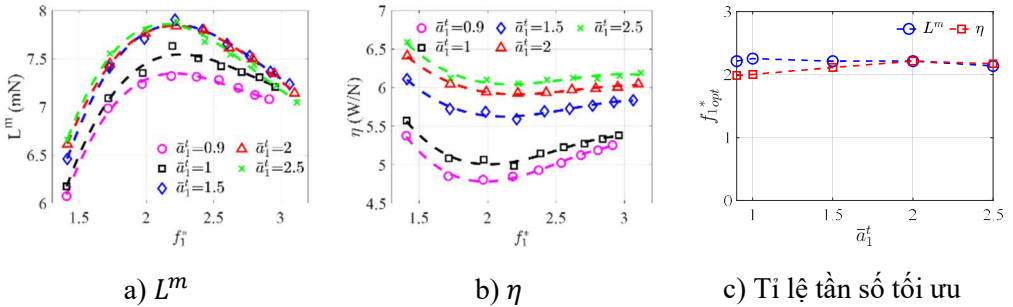 8
7.5
7
6.5
6
L^m (mN)
1.5 2 2.5 3
f_1^*
ā_1^t=0.9
ā_1^t=1
ā_1^t=1.5
ā_1^t=2
ā_1^t=2.5
7
6.5
6
5.5
5
4.5
η (W/N)
1.5 2 2.5 3
f_1^*
ā_1^t=0.9 ā_1^t=1.5 ā_1^t=2.5
ā_1^t=1 ā_1^t=2
3
2
1
0
f_{1opt}^*
1 1.5 2 2.5
ā_1^t
L^m η
a) L^m b) η c) Tỉ lệ tần số tối ưu